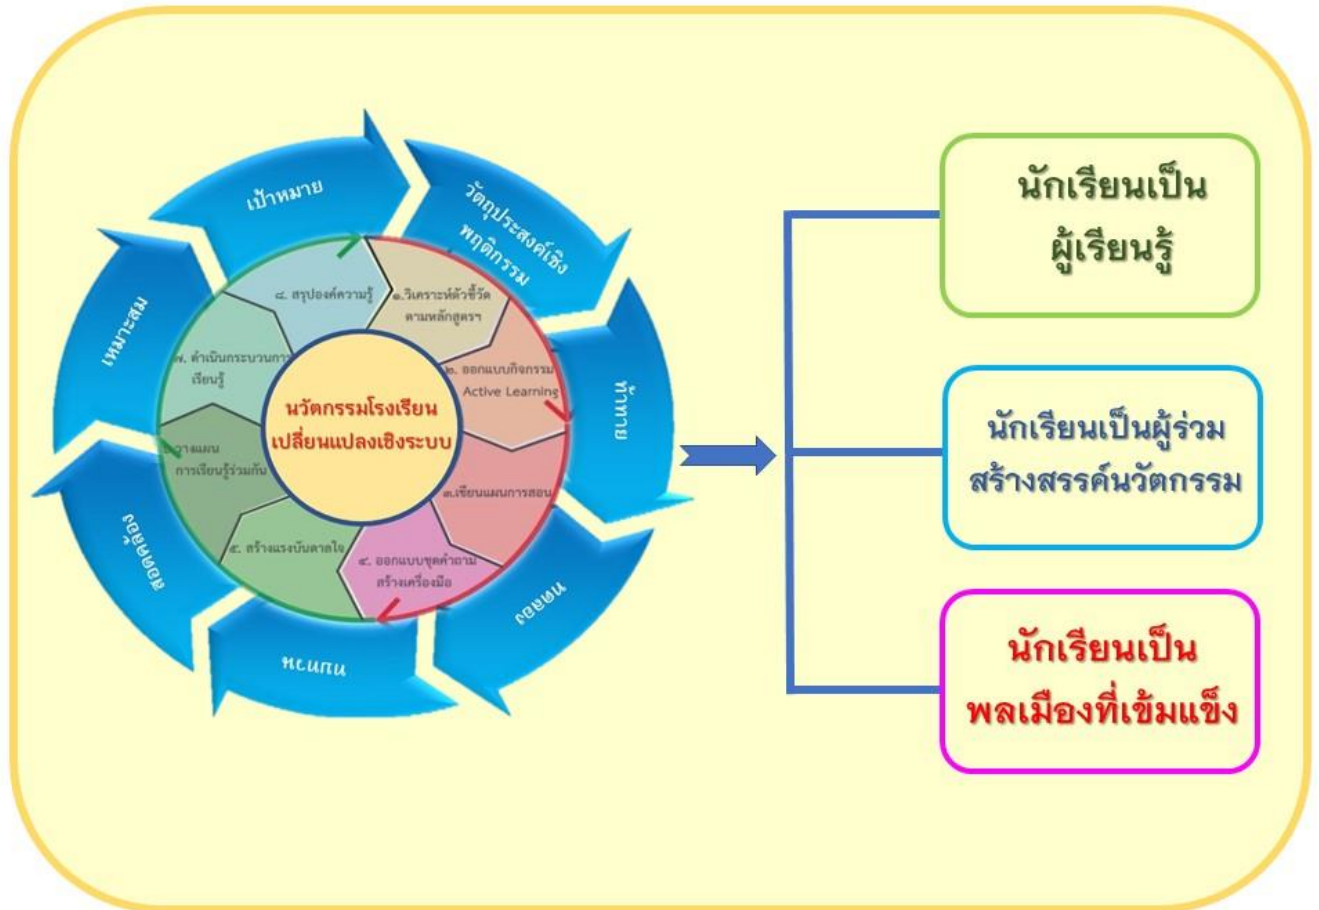 เป้าหมาย
วัตถุประสงค์เชิง
พฤติกรรม
ท้าทาย
ทดลอง
ทบทวน
สอดคล้อง
เหมาะสม
๑.วิเคราะห์ตัวชี้วัด
ตามหลักสูตรฯ
๒. ออกแบบกิจกรรม
Active Learning
๓.เขียนแผนการสอน
๔. ออกแบบชุดคำถาม
สร้างเครื่องมือ
๕. สร้างแรงบันดาลใจ
วางแผน
การเรียนรู้ร่วมกัน
๗. ดำเนินกระบวนการ
เรียนรู้
๘. สรุปองค์ความรู้
นวัตกรรมโรงเรียน
เปลี่ยนแปลงเชิงระบบ
นักเรียนเป็น
ผู้เรียนรู้
นักเรียนเป็นผู้ร่วม
สร้างสรรค์นวัตกรรม
นักเรียนเป็น
พลเมืองที่เข้มแข็ง